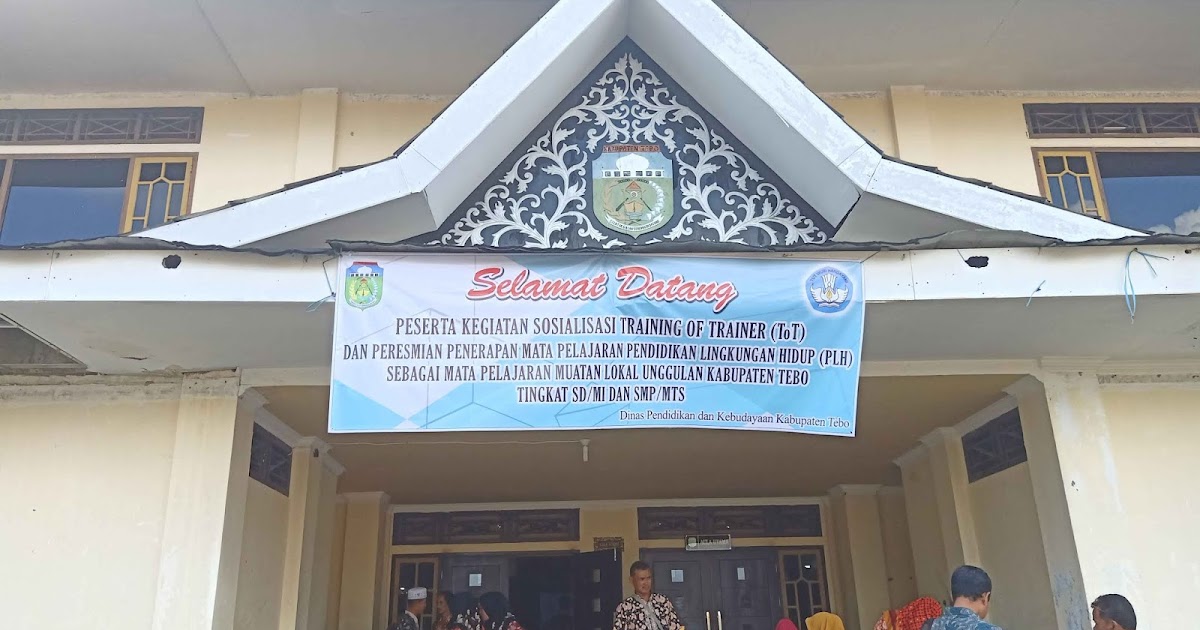 KABUPATEN TEBO
Selamat Datang
PESERTA KEGIATAN SOSIALISASI TRAINING OF TRAINER (ToT)
DAN PERESMIAN PENERAPAN MATA PELAJARAN PENDIDIKAN LINGKUNGAN HIDUP (PLH)
SEBAGAI MATA PELAJARAN MUATAN LOKAL UNGGULAN KABUPATEN TEBO
TINGKAT SD/MI DAN SMP/MTS
Dinas Pendidikan dan Kebudayaan Kabupaten Tebo